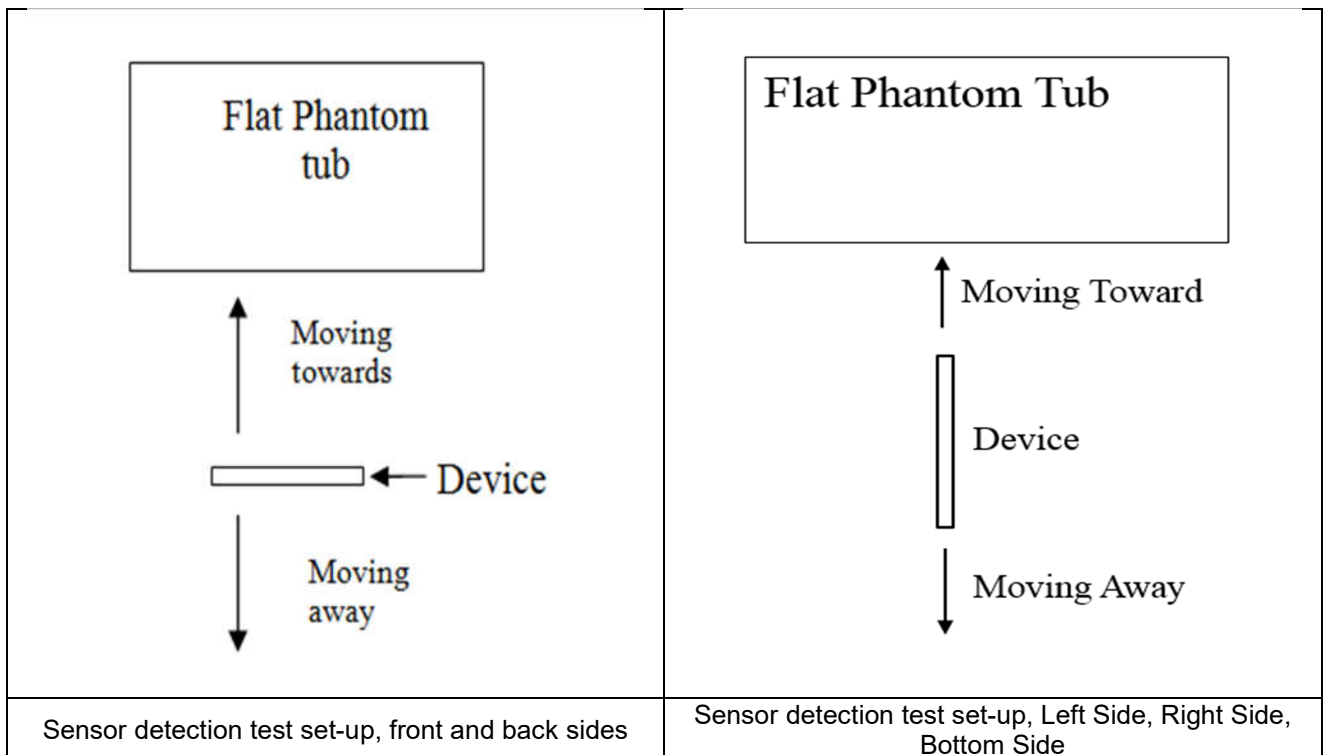 Flat Phantom
tub
Moving
towards
Device
Moving
away
Sensor detection test set-up, front and back sides
Flat Phantom Tub
Moving Toward
Device
Moving Away
Sensor detection test set-up, Left Side, Right Side,
Bottom Side